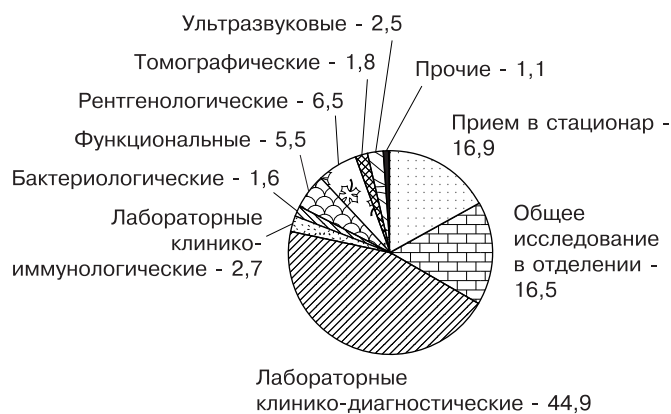 Ультразвуковые - 2,5
Томографические - 1,8
Прочие - 1,1
Рентгенологические - 6,5
Функциональные - 5,5
Бактериологические - 1,6
Лабораторные
клинико-
иммунологические - 2,7
Прием в стационар -
16,9
Общее
исследование
в отделении -
16,5
Лабораторные
клинико-диагностические - 44,9